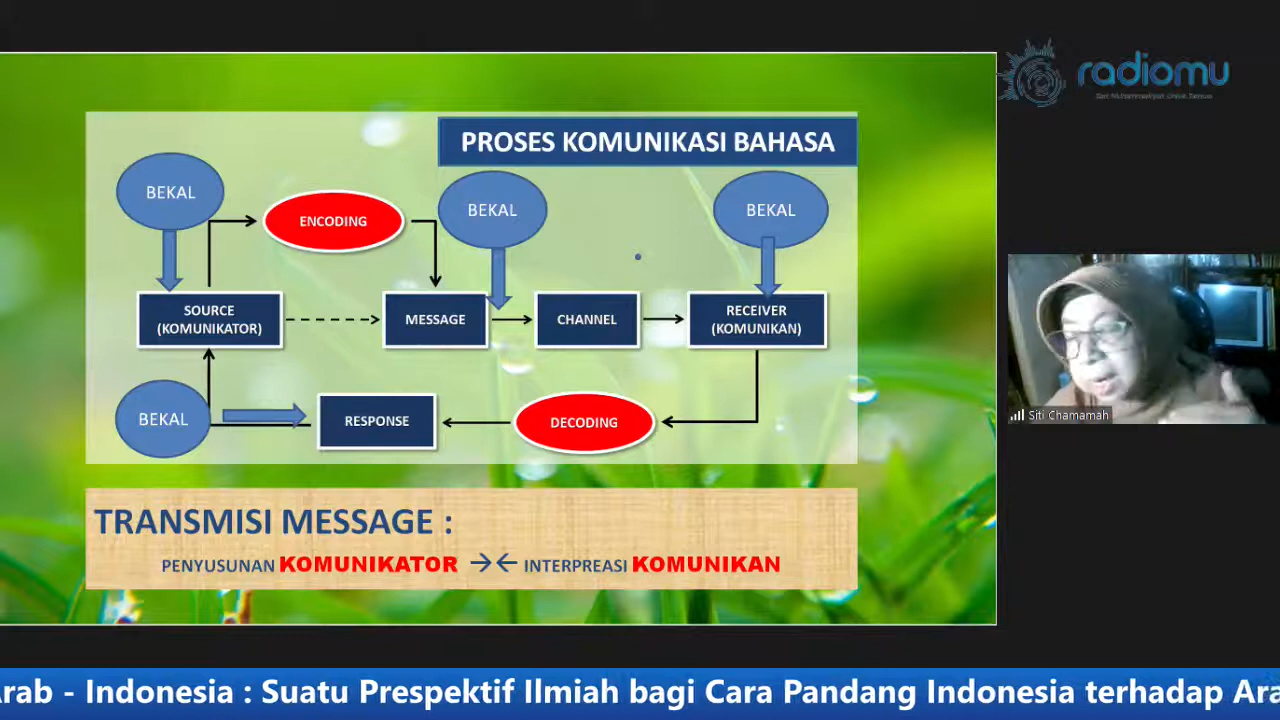 radiomu
PROSES KOMUNIKASI BAHASA
BEKAL
ENCODING
BEKAL
BEKAL
SOURCE
(KOMUNIKATOR)
MESSAGE
CHANNEL
RECEIVER
(KOMUNIKAN)
BEKAL
RESPONSE
DECODING
Siti Chamamah
TRANSMISI MESSAGE :
PENYUSUNAN KOMUNIKATOR →← INTERPREASI KOMUNIKAN
Arab - Indonesia : Suatu Prespektif Ilmiah bagi Cara Pandang Indonesia terhadap Ara